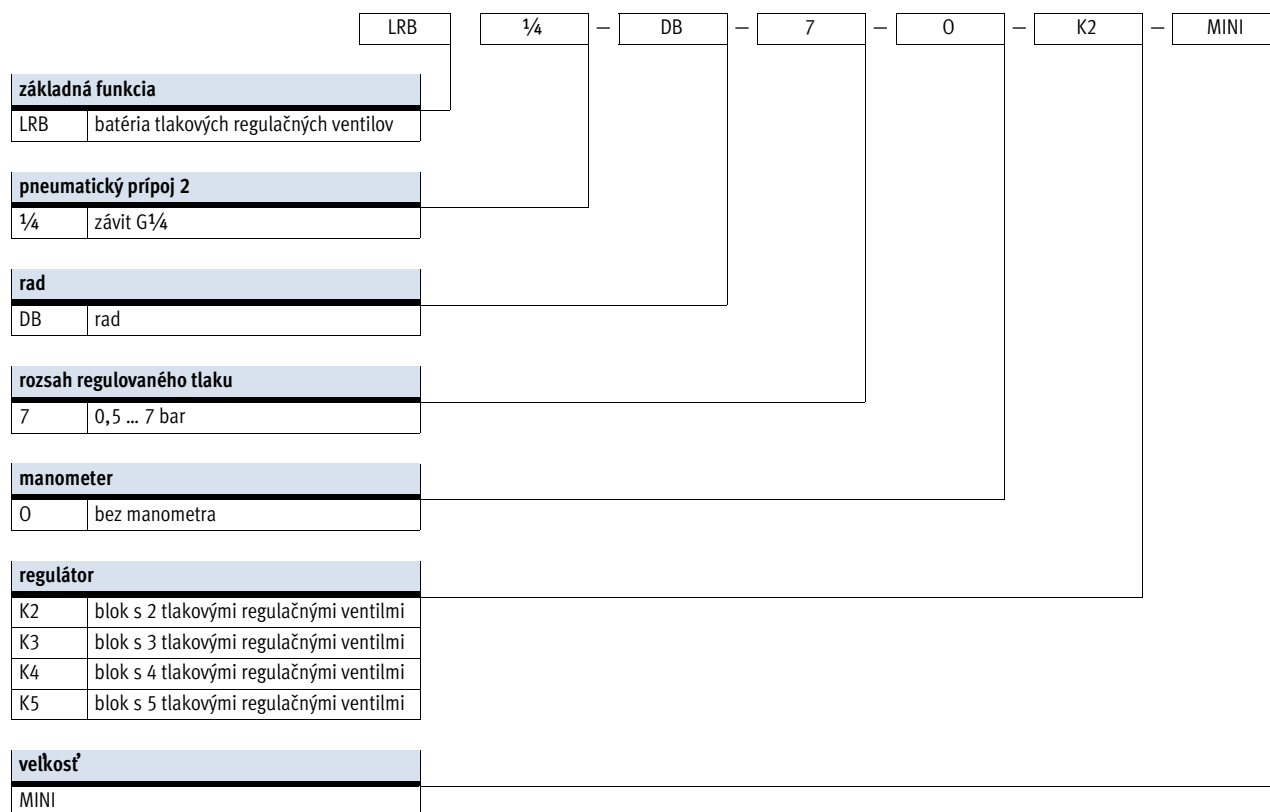 LRB ¼ – DB – 7 – O – K2 – MINI
základná funkcia
LRB batéria tlakových regulačných ventilov
pneumatický prípoj 2
¼ závit G¼
rad
DB rad
rozsah regulovaného tlaku
7 0,5 … 7 bar
manometer
O bez manometra
regulátor
K2 blok s 2 tlakovými regulačnými ventilmi
K3 blok s 3 tlakovými regulačnými ventilmi
K4 blok s 4 tlakovými regulačnými ventilmi
K5 blok s 5 tlakovými regulačnými ventilmi
veľkosť
MINI